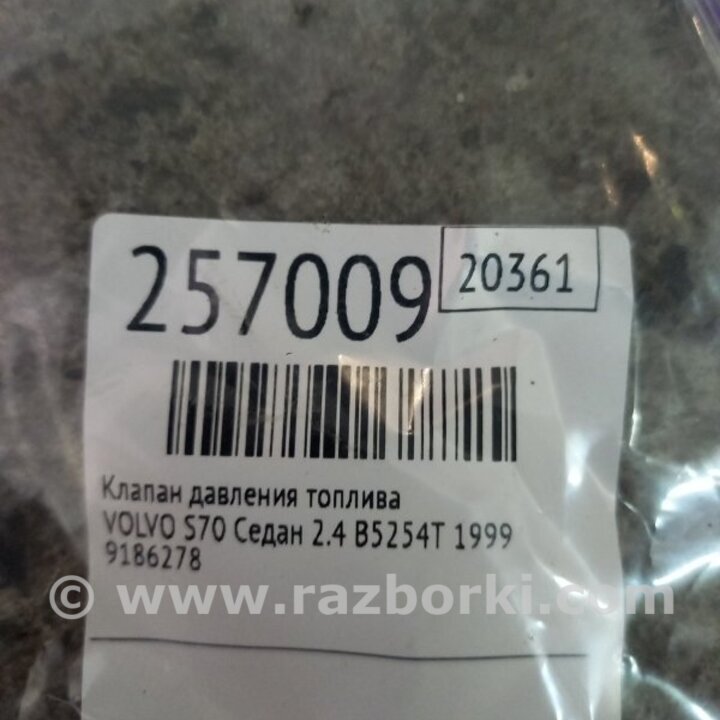 257009
20361
Клапан давления топлива
VOLVO S70 Седан 2.4 B5254T 1999
9186278
© www.razborki.com